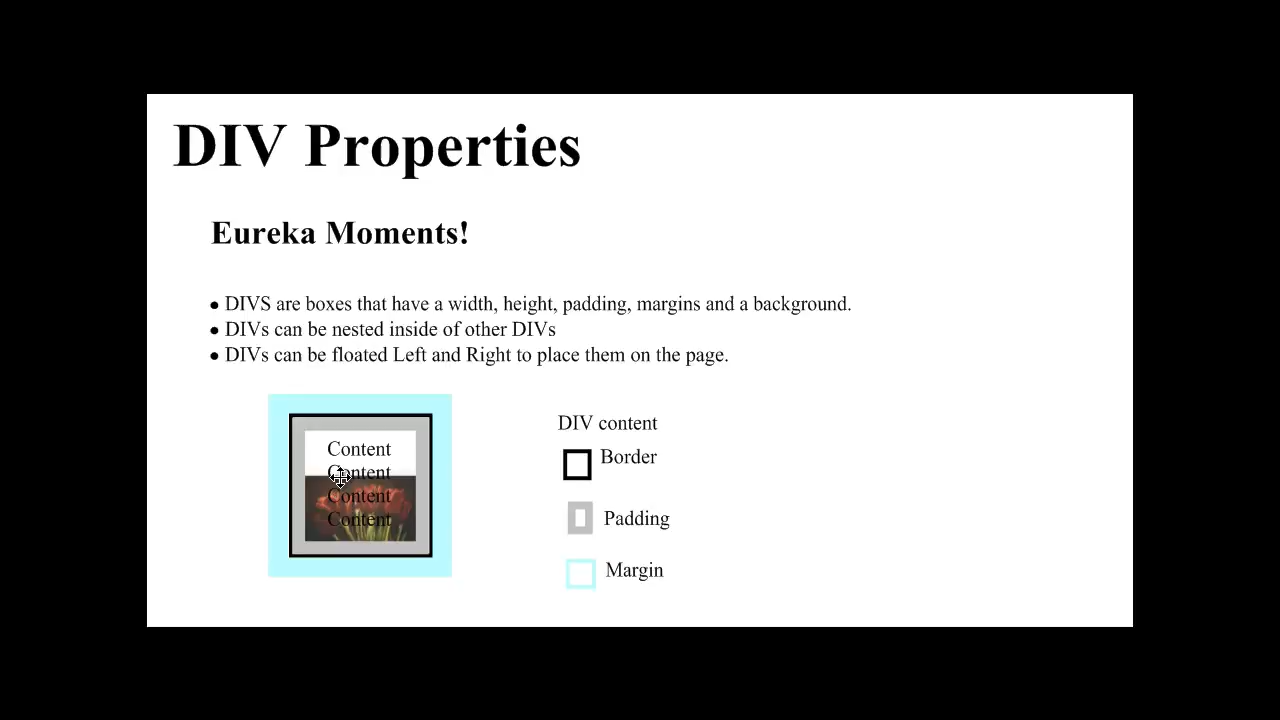 DIV Properties
Eureka Moments!
• DIVS are boxes that have a width, height, padding, margins and a background.
• DIVs can be nested inside of other DIVs
• DIVs can be floated Left and Right to place them on the page.
Content
Content
Content
Content
DIV content
Border
Padding
Margin